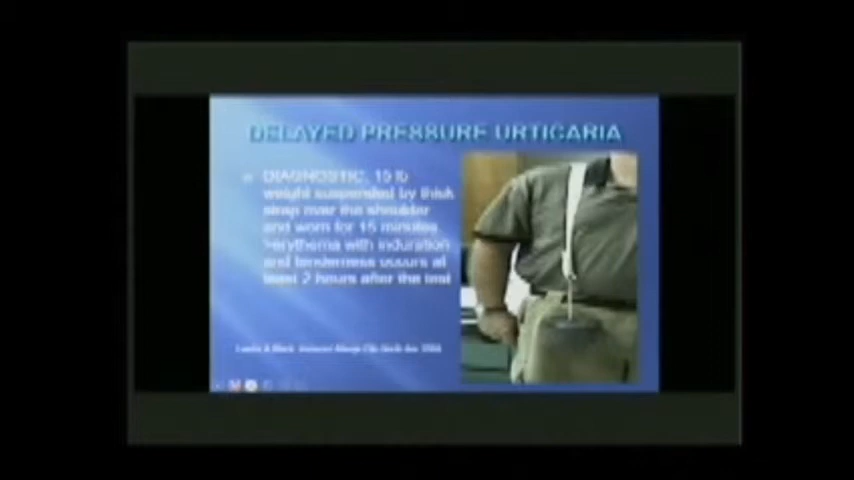 DELAYED PRESSURE URTICARIA
DIAGNOSTIC, 15 lb
weight suspended by thick
strap over the shoulder
and worn for 15 minutes
>erythema with induration
and tenderness occurs at
least 2 hours after the test